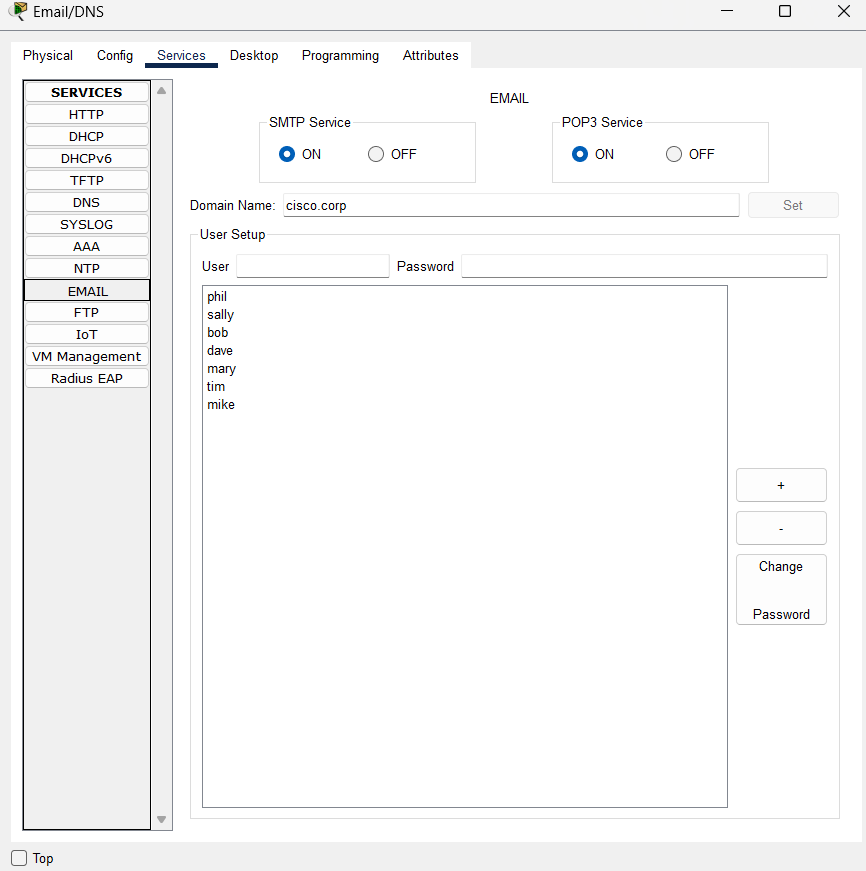 Email/DNS
Physical Config Services Desktop Programming Attributes
SERVICES
HTTP
DHCP
DHCPv6
TFTP
DNS
SYSLOG
AAA
NTP
EMAIL
FTP
IoT
VM Management
Radius EAP
EMAIL
SMTP Service
ON OFF
POP3 Service
ON OFF
Domain Name: cisco.corp Set
User Setup
User Password
phil
sally
bob
dave
mary
tim
mike
+
-
Change
Password
Top